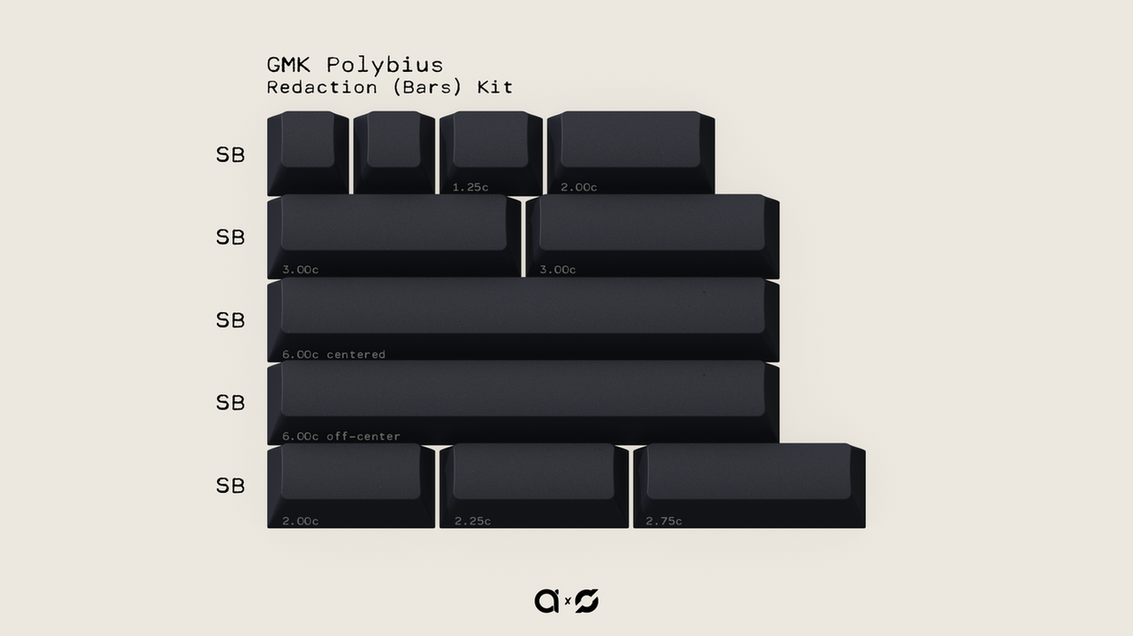 GMK Polybius
Redaction (Bars) Kit
SB
1.25c
2.00c
SB
3.00c
3.00c
SB
6.00c centered
SB
6.00c off-center
SB
2.00c
2.25c
2.75c
x